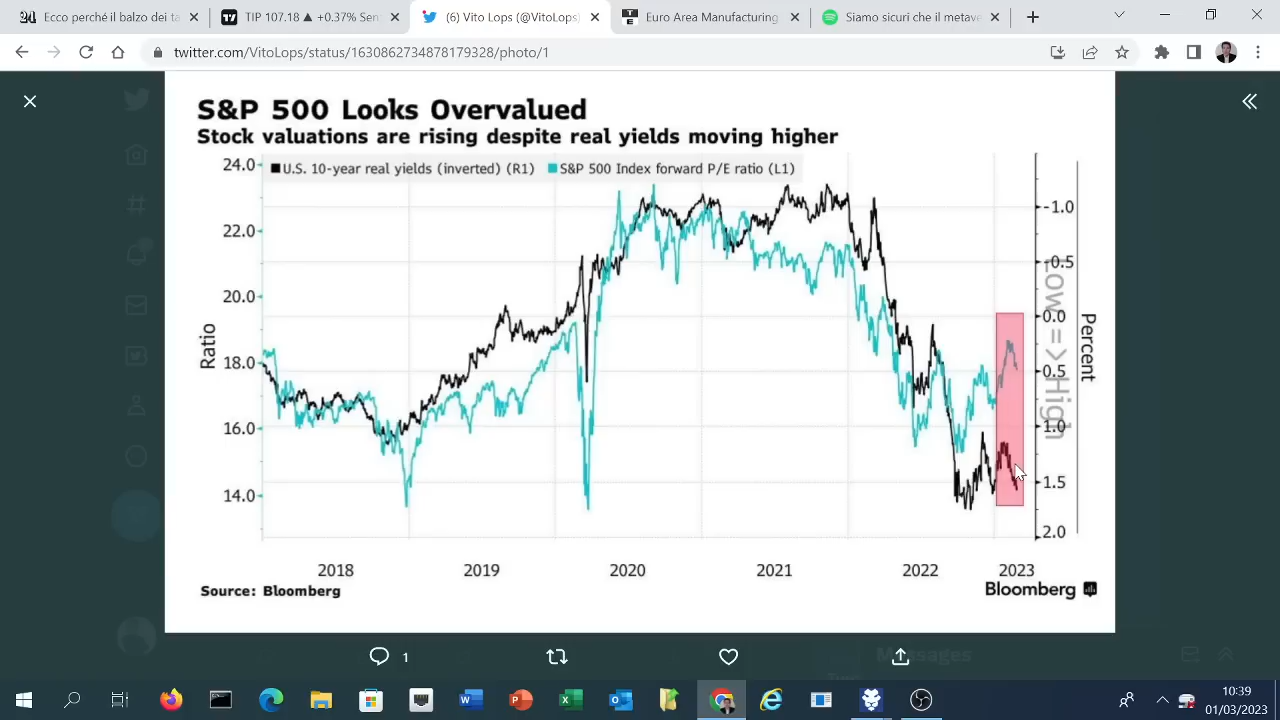 Ecco perché il boei dei ta
TIP 107.18 ▲ +0.37% Sen
(6) Vito Lops (@VitoLops)
Euro Area Manufacturing
Siano sicuri sia il metave
twitter.com/VitoLops/status/1630862734878179328/photo/1
S&P 500 Looks Overvalued
Stock valuations are rising despite real yields moving higher
U.S. 10-year real yields (inverted) (R1)
S&P 500 Index forward P/E ratio (L1)
24.0
22.0
20.0
18.0
16.0
14.0
Ratio
-1.0
-0.5
0.0
0.5
1.0
1.5
2.0
Low => High
Percent
2018
2019
2020
2021
2022
2023
Source: Bloomberg
Bloomberg
1
Messages
10:39
01/03/2023